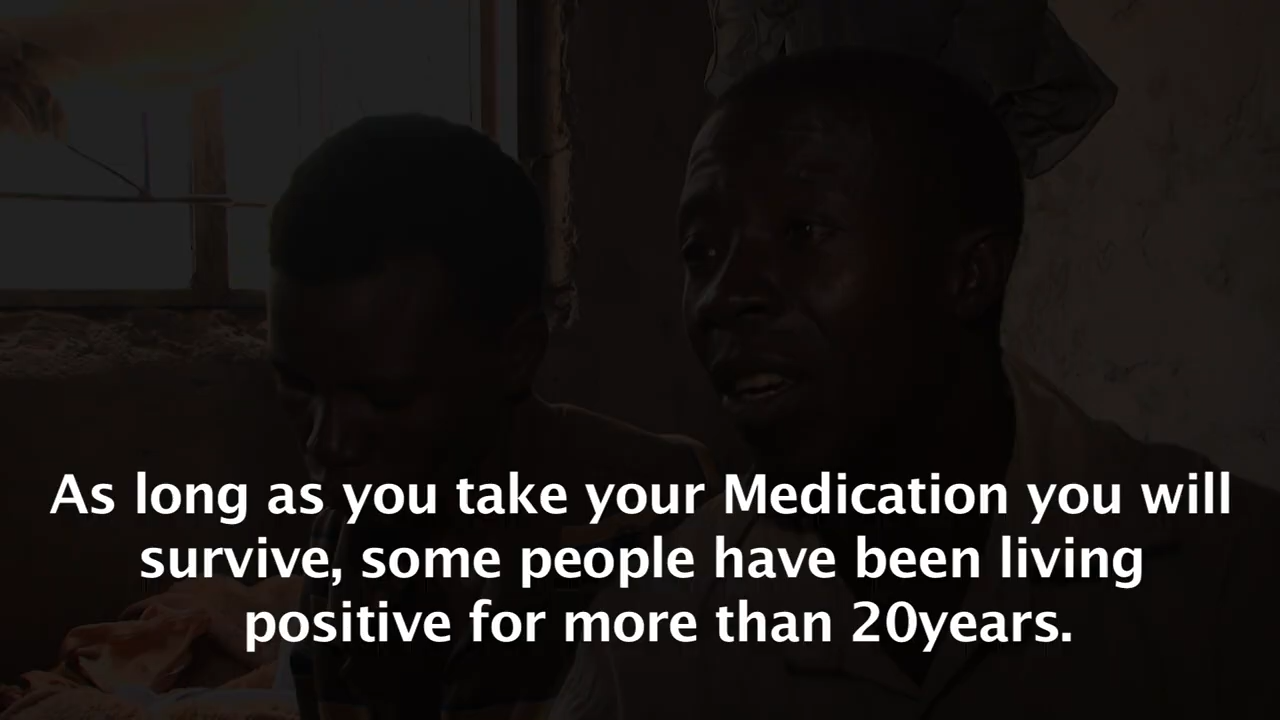 As long as you take your Medication you will
survive, some people have been living
positive for more than 20years.